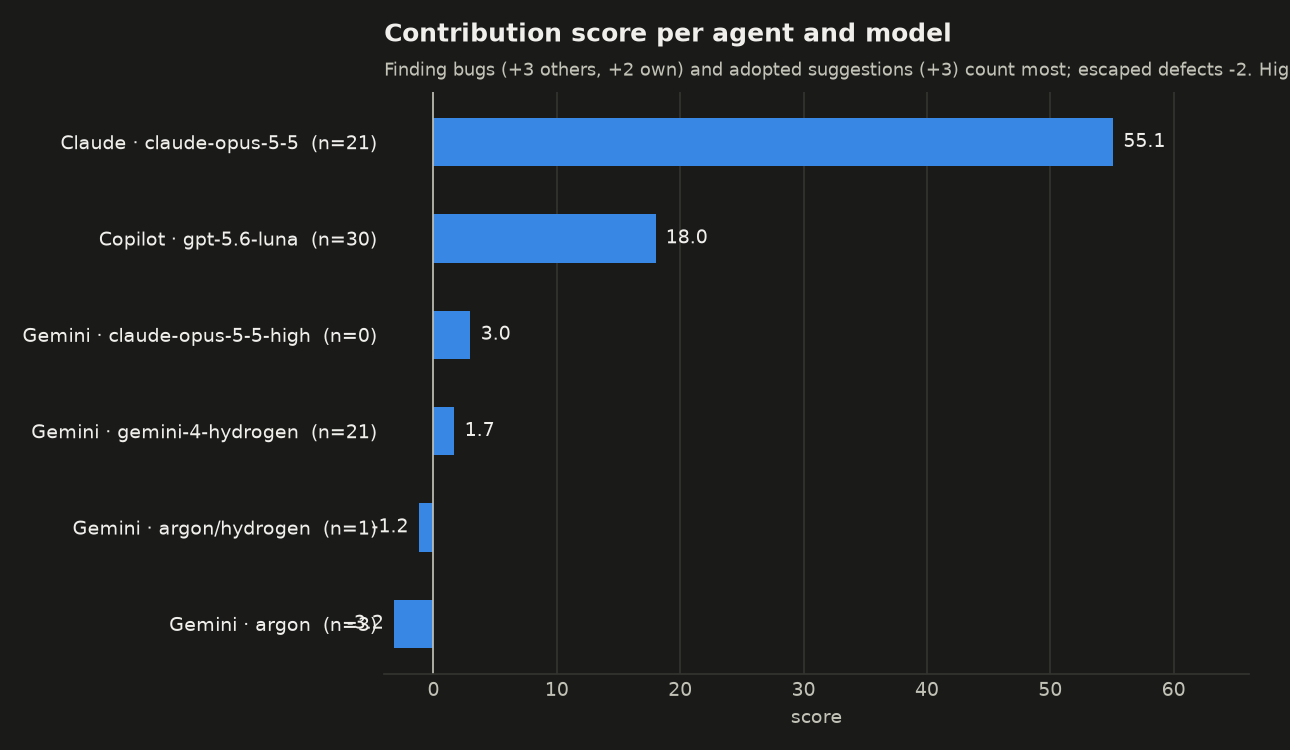 Contribution score per agent and model
Finding bugs (+3 others, +2 own) and adopted suggestions (+3) count most; escaped defects -2. Hig
Claude · claude-opus-5-5 (n=21)
55.1
Copilot · gpt-5.6-luna (n=30)
18.0
Gemini · claude-opus-5-5-high (n=0)
3.0
Gemini · gemini-4-hydrogen (n=21)
1.7
Gemini · argon/hydrogen (n=1)
-1.2
Gemini · argon (n=3)
-3.2
0 10 20 30 40 50 60
score